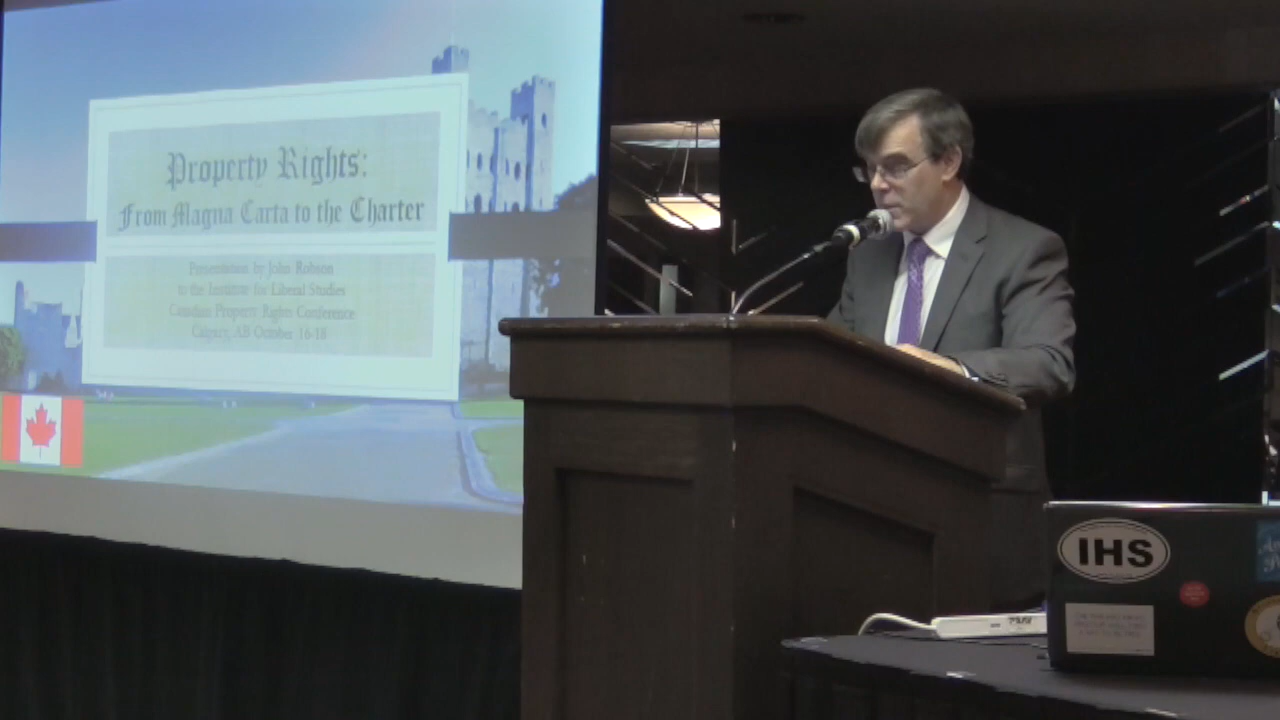 Property Rights:
From Magna Carta to the Charter
Presentation by John Robson
to the Institute for Liberal Studies
Canadian Property Rights Conference
Calgary, AB October 16-18
IHS